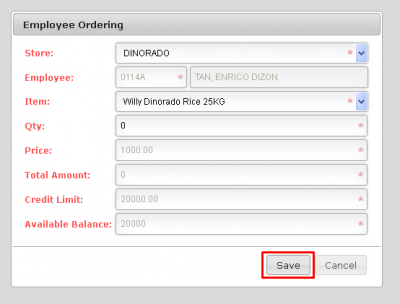 Employee Ordering
Store: DINORADO *
Employee: 0114A * TAN, ENRICO DIZON
Item: Willy Dinorado Rice 25KG *
Qty: 0 *
Price: 1000.00 *
Total Amount: 0 *
Credit Limit: 20000.00 *
Available Balance: 20000 *
Save Cancel